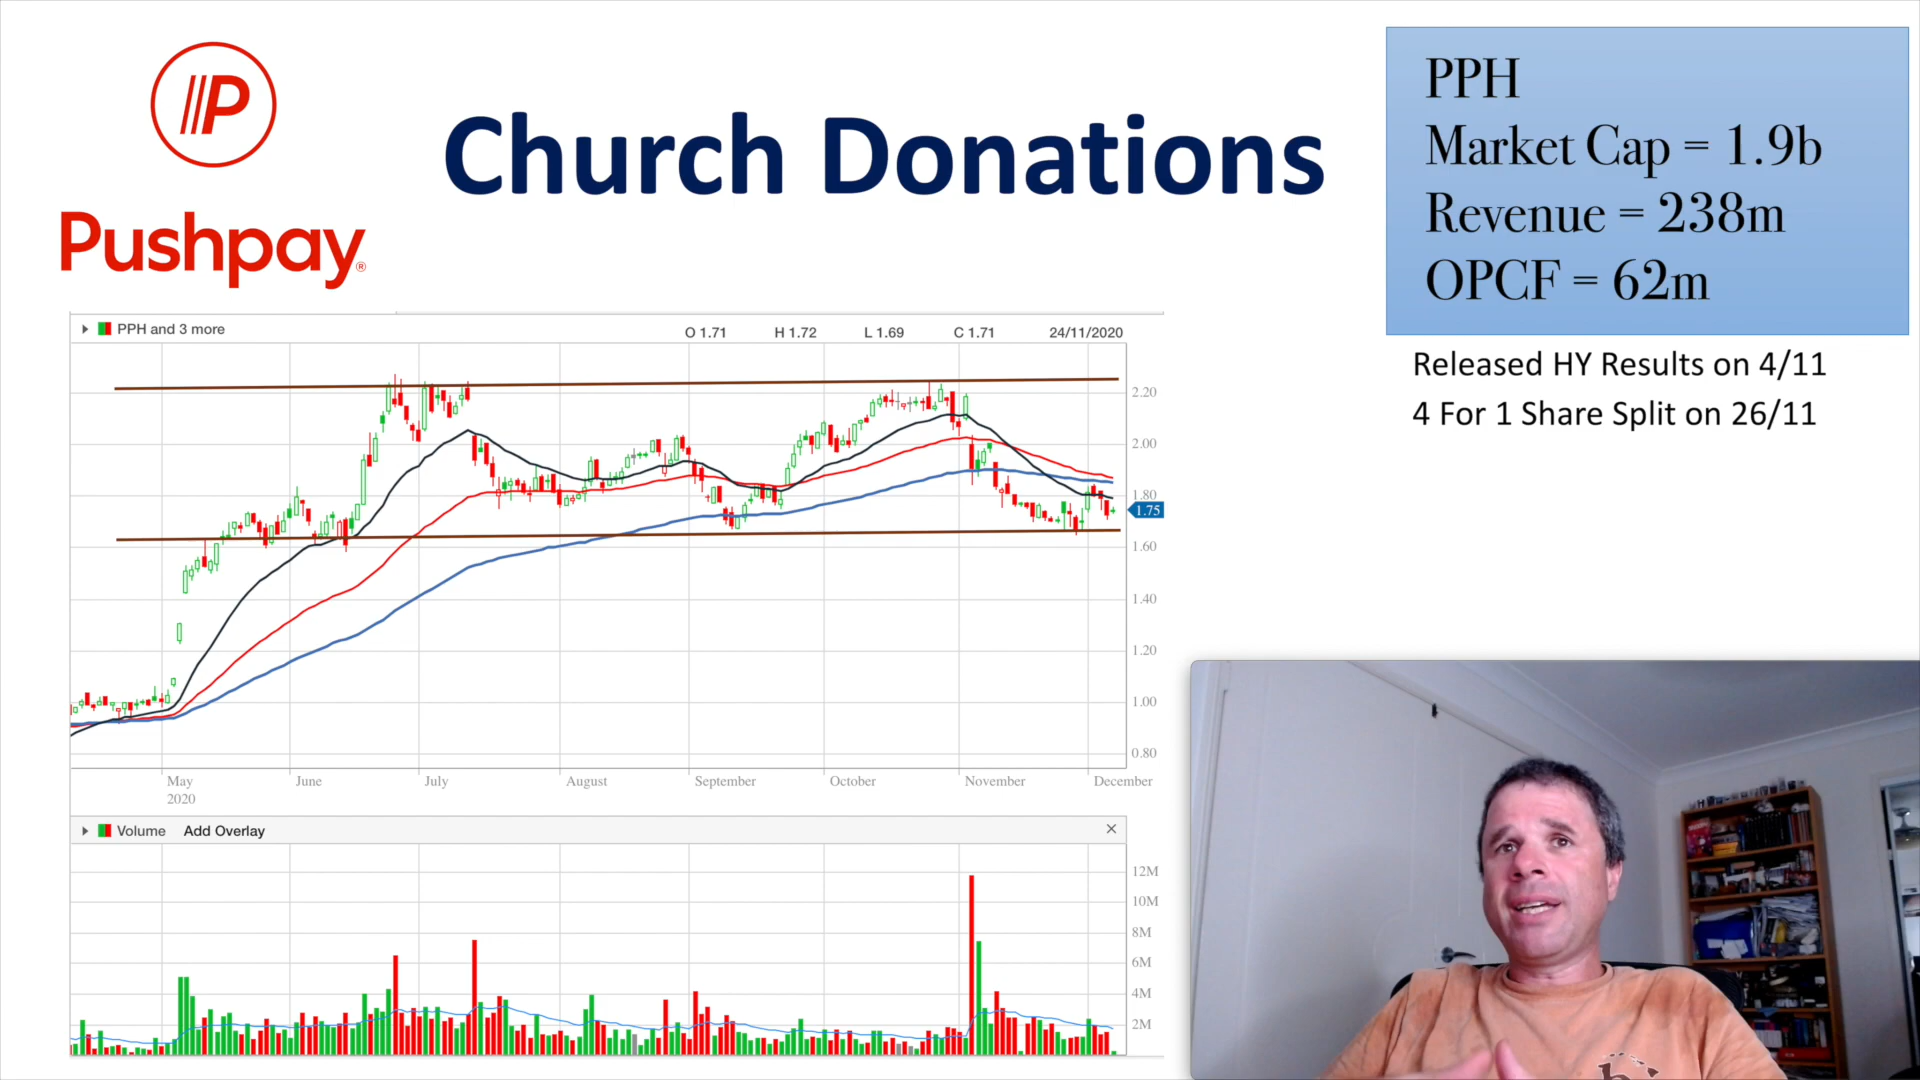 P
Pushpay®
Church Donations
PPH
Market Cap = 1.9b
Revenue = 238m
OPCF = 62m
Released HY Results on 4/11
4 For 1 Share Split on 26/11
PPH and 3 more
O 1.71 H 1.72 L 1.69 C 1.71 24/11/2020
2.20
2.00
1.80
1.75
1.60
1.40
1.20
1.00
0.80
May June July August September October November December
2020
Volume Add Overlay
12M
10M
8M
6M
4M
2M